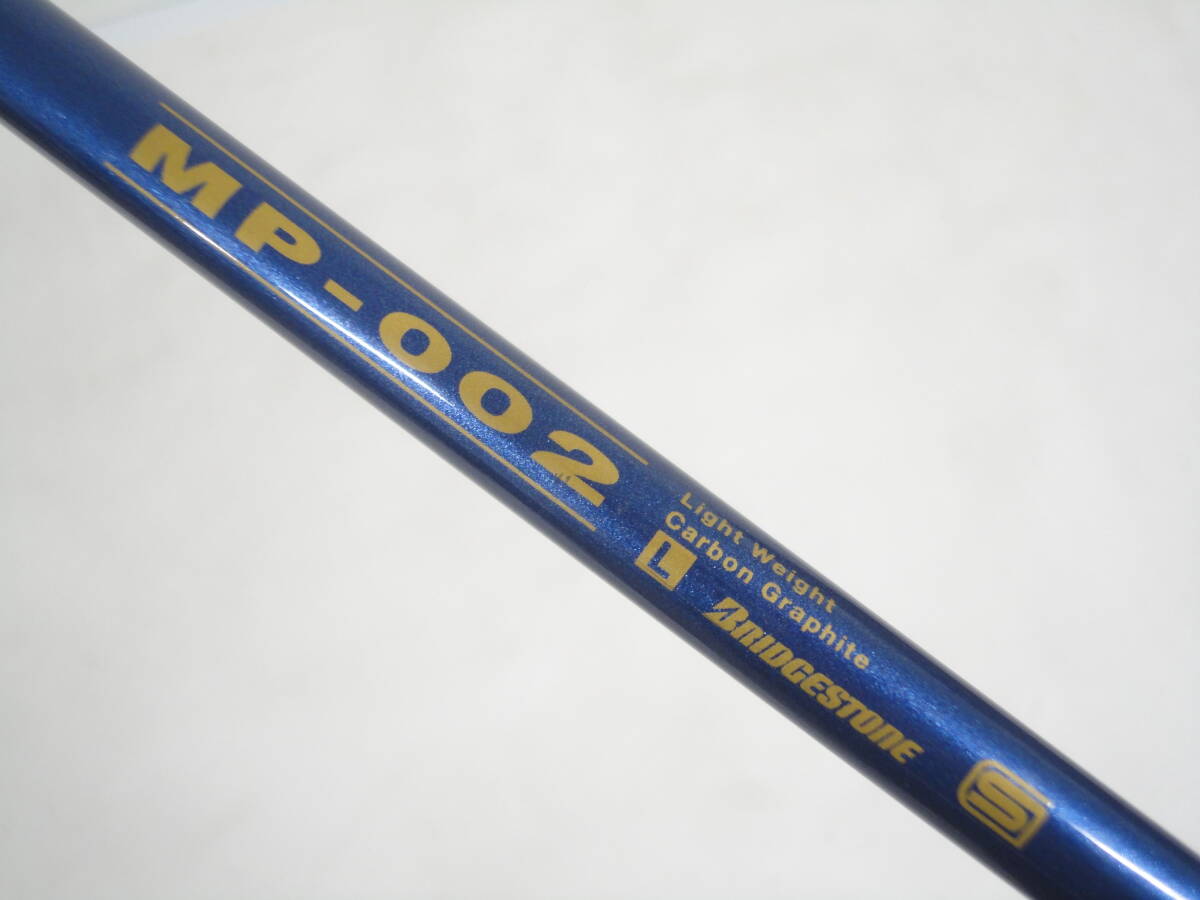 MP-002
Light Weight
Carbon Graphite
L
BRIDGESTONE
S